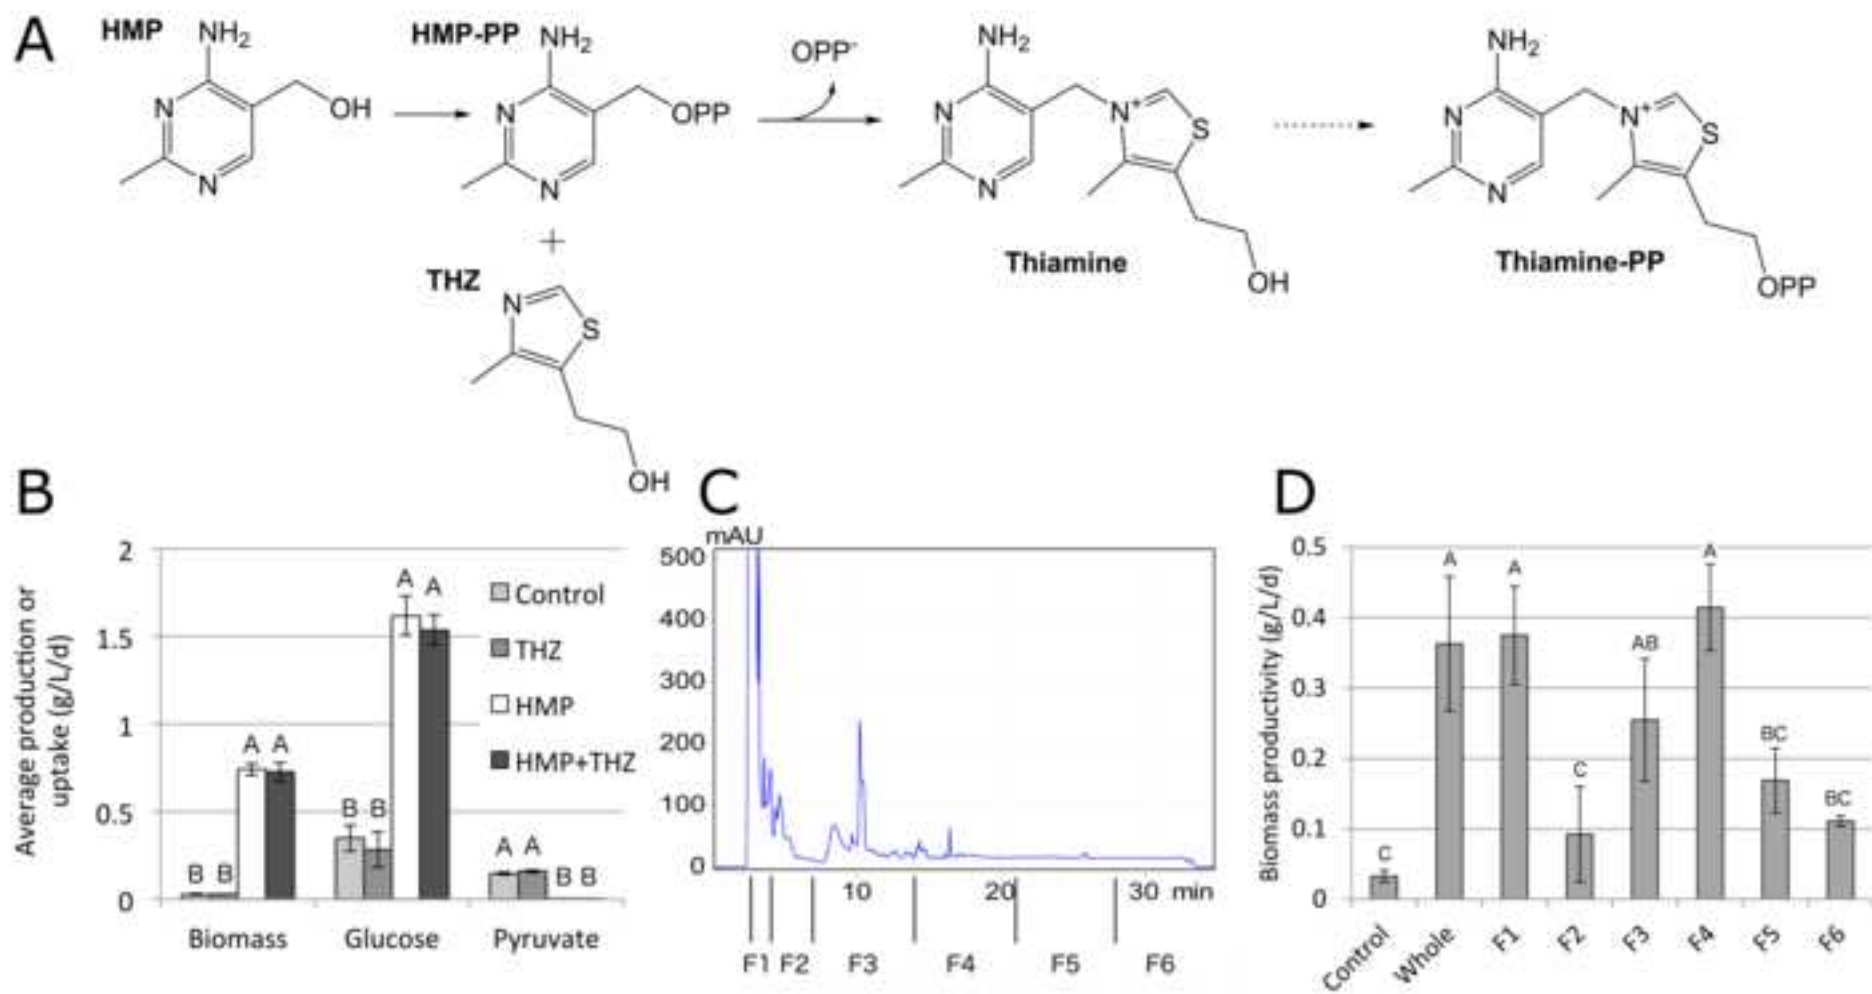 A
HMP
NH2
N
N
OH
HMP-PP
NH2
N
N
OPP
+
THZ
N
S
OH
OPP-
NH2
N
N
N+
S
OH
Thiamine
NH2
N
N
N+
S
OPP
Thiamine-PP
B
Average production or
uptake (g/L/d)
2
1.5
1
0.5
0
B B A A
B B A A
A A B B
Control
THZ
HMP
HMP+THZ
Biomass Glucose Pyruvate
C
mAU
500
400
300
200
100
0
10 20 30 min
F1 F2 F3 F4 F5 F6
D
Biomass productivity (g/L/d)
0.5
0.4
0.3
0.2
0.1
0
C A A C AB A BC BC
Control Whole F1 F2 F3 F4 F5 F6